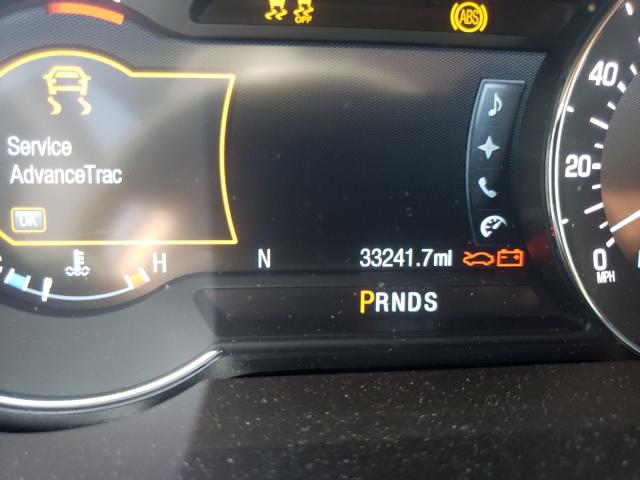 OFF
ABS
Service
AdvanceTrac
OK
H
N
33241.7mi
PRNDS
40
20
0
MPH